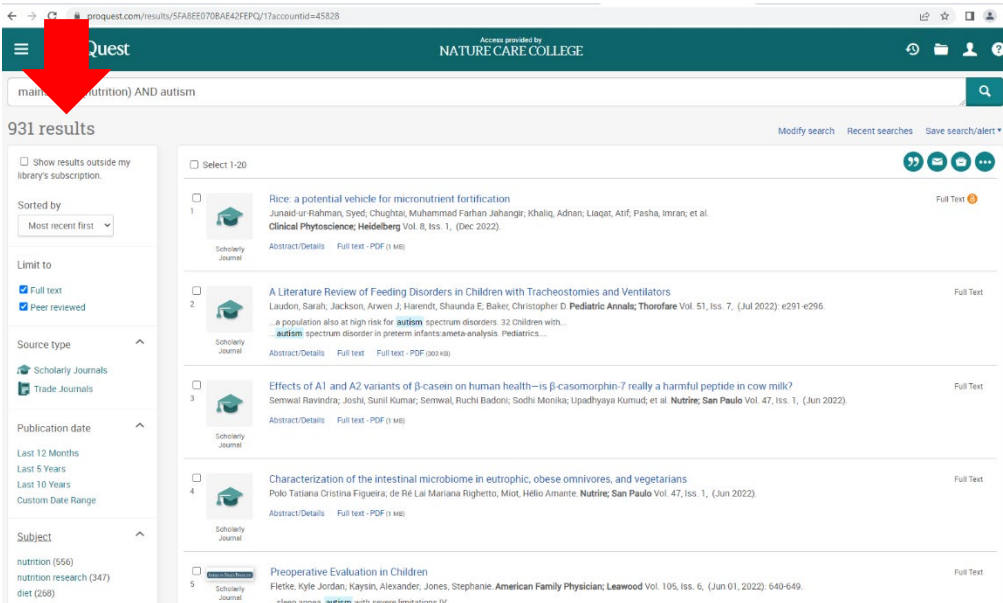 proquest.com/results/5FA8EE070BAE42FEPQ/1?accountid=45828
Quest
Access provided by
NATURE CARE COLLEGE
nutrition) AND autism
931 results
Modify search Recent searches Save search/alert
Show results outside my
library's subscription.
Sorted by
Most recent first
Limit to
Full text
Peer reviewed
Source type
Scholarly Journals
Trade Journals
Publication date
Last 12 Months
Last 5 Years
Last 10 Years
Custom Date Range
Subject
nutrition (556)
nutrition research (347)
diet (268)
Select 1-20
1
Scholarly
Journal
Rice: a potential vehicle for micronutrient fortification
Full Text
Junaid-ur-Rahman, Syed; Chughtai, Muhammad Farhan Jahangir; Khaliq, Adnan; Liaqat, Atif; Pasha, Imran; et al.
Clinical Phytoscience; Heidelberg Vol. 8, Iss. 1, (Dec 2022).
Abstract/Details Full text - PDF (1 MB)
2
Scholarly
Journal
A Literature Review of Feeding Disorders in Children with Tracheostomies and Ventilators
Full Text
Laudon, Sarah; Jackson, Arwen J; Harendt, Shaunda E; Baker, Christopher D. Pediatric Annals; Thorofare Vol. 51, Iss. 7, (Jul 2022): e291-e296.
...a population also at high risk for autism spectrum disorders. 32 Children with...
...autism spectrum disorder in preterm infants:ameta-analysis. Pediatrics....
Abstract/Details Full text Full text - PDF (303 KB)
3
Scholarly
Journal
Effects of A1 and A2 variants of β-casein on human health—is β-casomorphin-7 really a harmful peptide in cow milk?
Full Text
Semwal Ravindra; Joshi, Sunil Kumar; Semwal, Ruchi Badoni; Sodhi Monika; Upadhyaya Kumud; et al. Nutrire; San Paulo Vol. 47, Iss. 1, (Jun 2022).
Abstract/Details Full text - PDF (1 MB)
4
Scholarly
Journal
Characterization of the intestinal microbiome in eutrophic, obese omnivores, and vegetarians
Full Text
Polo Tatiana Cristina Figueira; de Ré Lai Mariana Righetto; Miot, Hélio Amante. Nutrire; San Paulo Vol. 47, Iss. 1, (Jun 2022).
Abstract/Details Full text - PDF (1 MB)
5
Scholarly
Journal
Preoperative Evaluation in Children
Full Text
Fletke, Kyle Jordan; Kaysin, Alexander; Jones, Stephanie. American Family Physician; Leawood Vol. 105, Iss. 6, (Jun 01, 2022): 640-649.